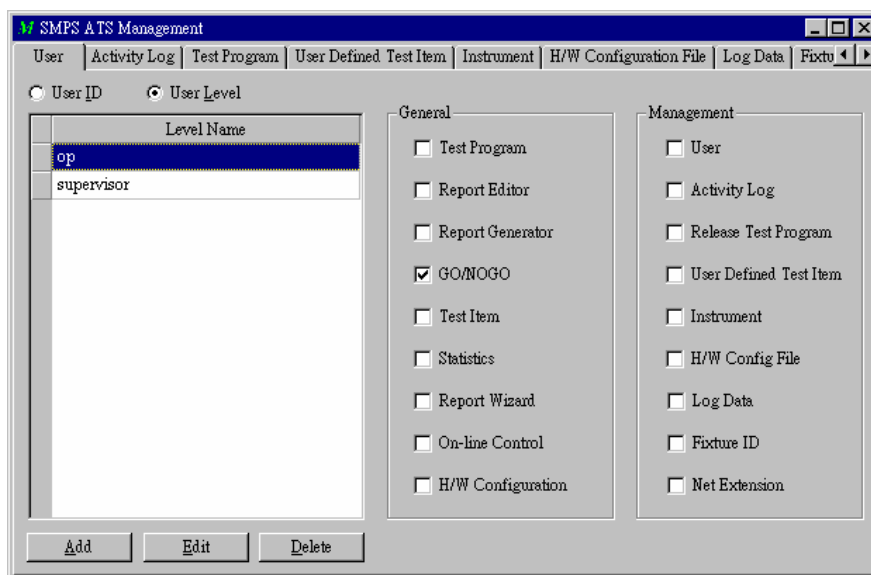 SMPS ATS Management
User Activity Log Test Program User Defined Test Item Instrument H/W Configuration File Log Data Fixtu
User ID User Level
Level Name
op
supervisor
Add Edit Delete
General
Test Program
Report Editor
Report Generator
GO/NOGO
Test Item
Statistics
Report Wizard
On-line Control
H/W Configuration
Management
User
Activity Log
Release Test Program
User Defined Test Item
Instrument
H/W Config File
Log Data
Fixture ID
Net Extension